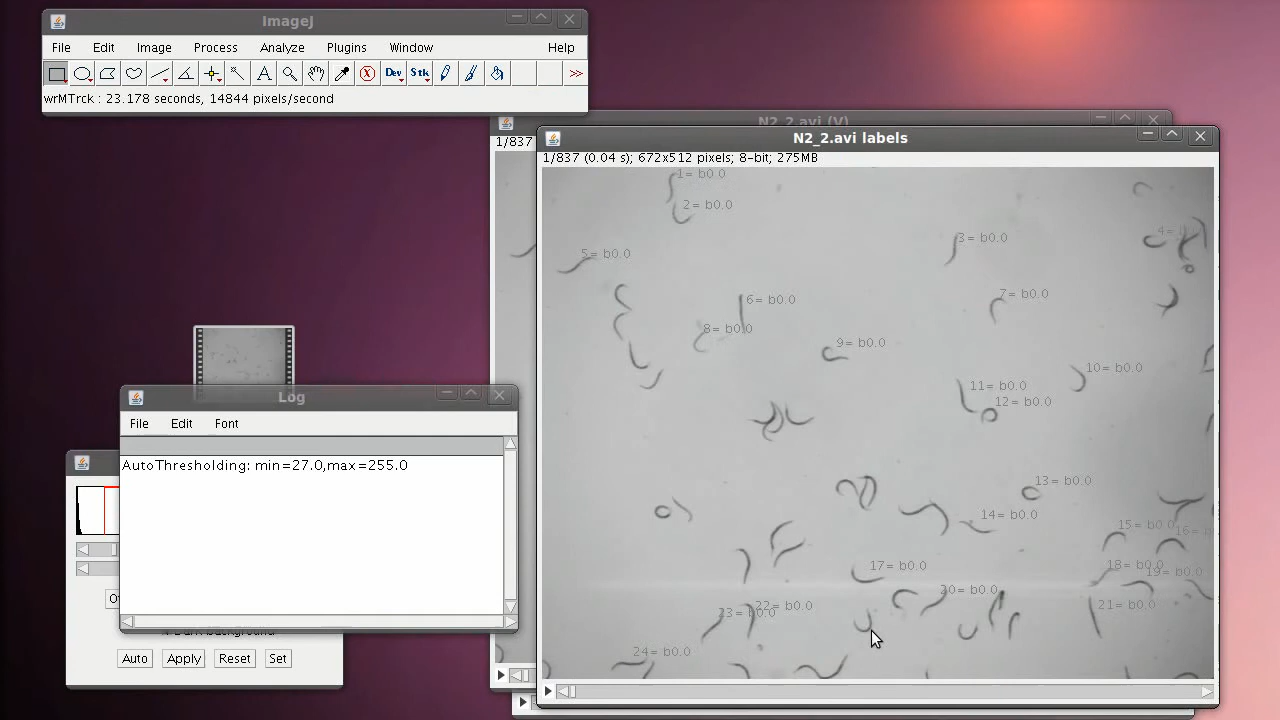 ImageJ
File Edit Image Process Analyze Plugins Window Help
Dev Stk >>
wrMTrck : 23.178 seconds, 14844 pixels/second
N2_2.avi (V)
1/837
N2_2.avi labels
1/837 (0.04 s); 672x512 pixels; 8-bit; 275MB
1= b0.0
2= b0.0
3= b0.0
4=
5= b0.0
6= b0.0
7= b0.0
8= b0.0
9= b0.0
10= b0.0
11= b0.0
12= b0.0
13= b0.0
14= b0.0
15= b0.0
16=
17= b0.0
18= b0.0
19= b0.0
20= b0.0
21= b0.0
22= b0.0
23= b0.0
24= b0.0
Log
File Edit Font
AutoThresholding: min=27.0,max=255.0
Auto Apply Reset Set